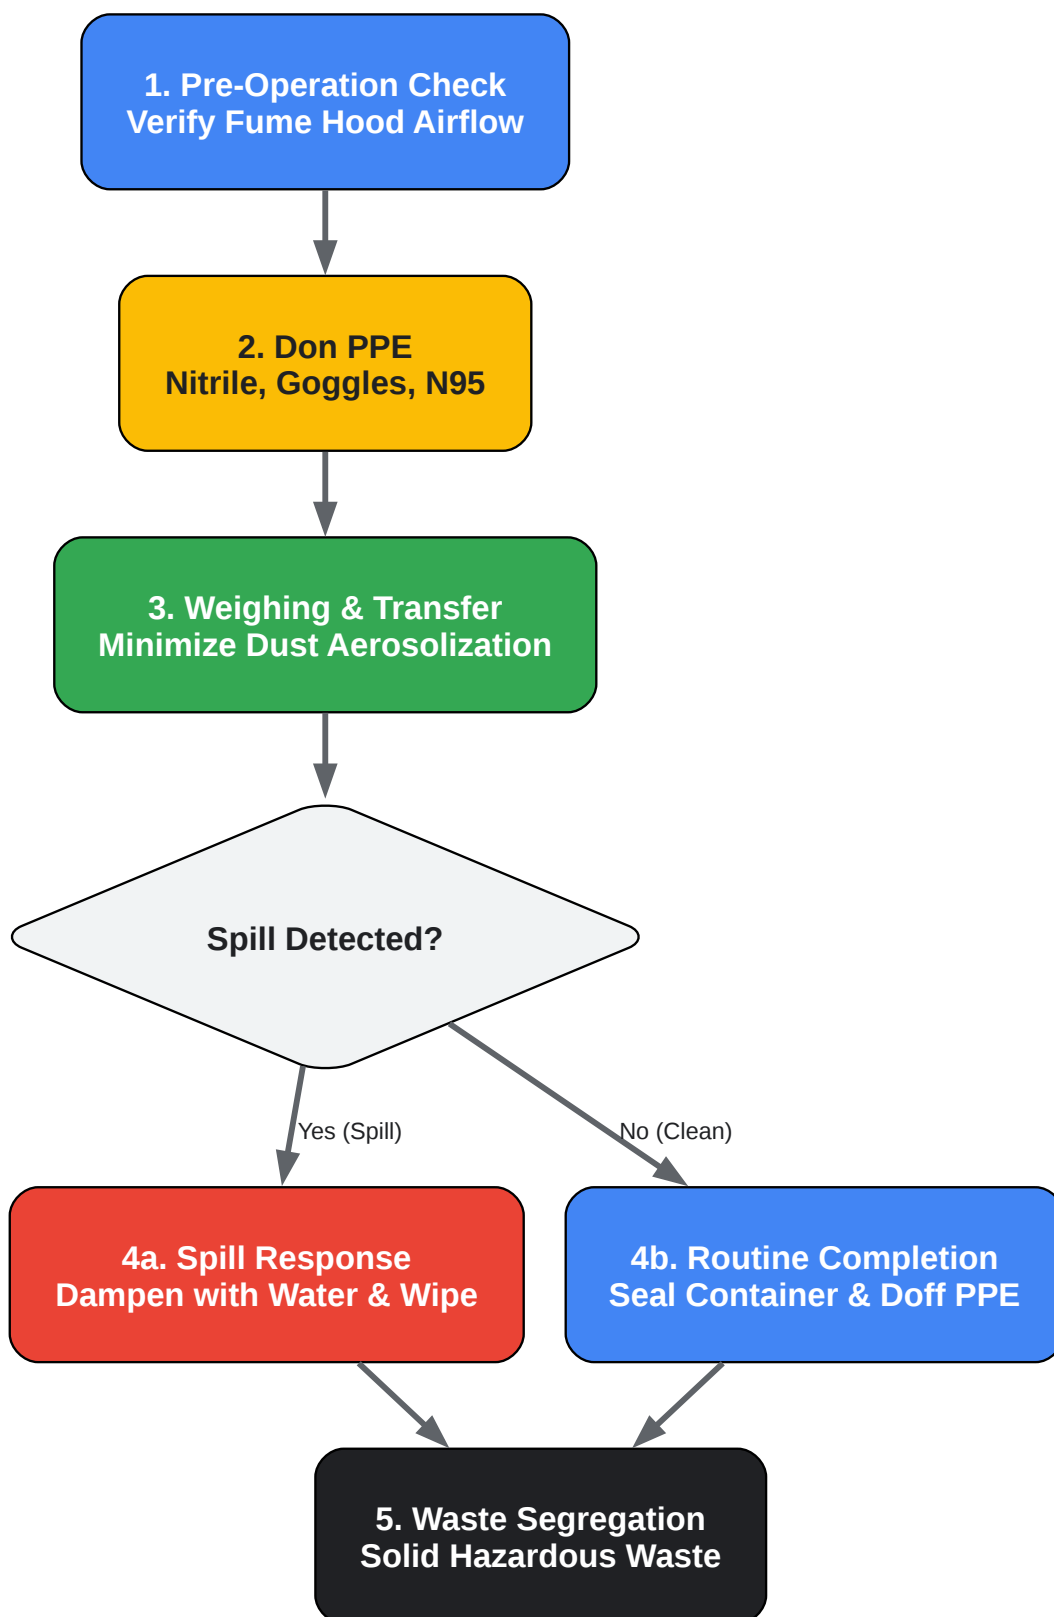 1. Pre-Operation Check
Verify Fume Hood Airflow
2. Don PPE
Nitrile, Goggles, N95
3. Weighing & Transfer
Minimize Dust Aerosolization
Spill Detected?
Yes (Spill)
No (Clean)
4a. Spill Response
Dampen with Water & Wipe
4b. Routine Completion
Seal Container & Doff PPE
5. Waste Segregation
Solid Hazardous Waste